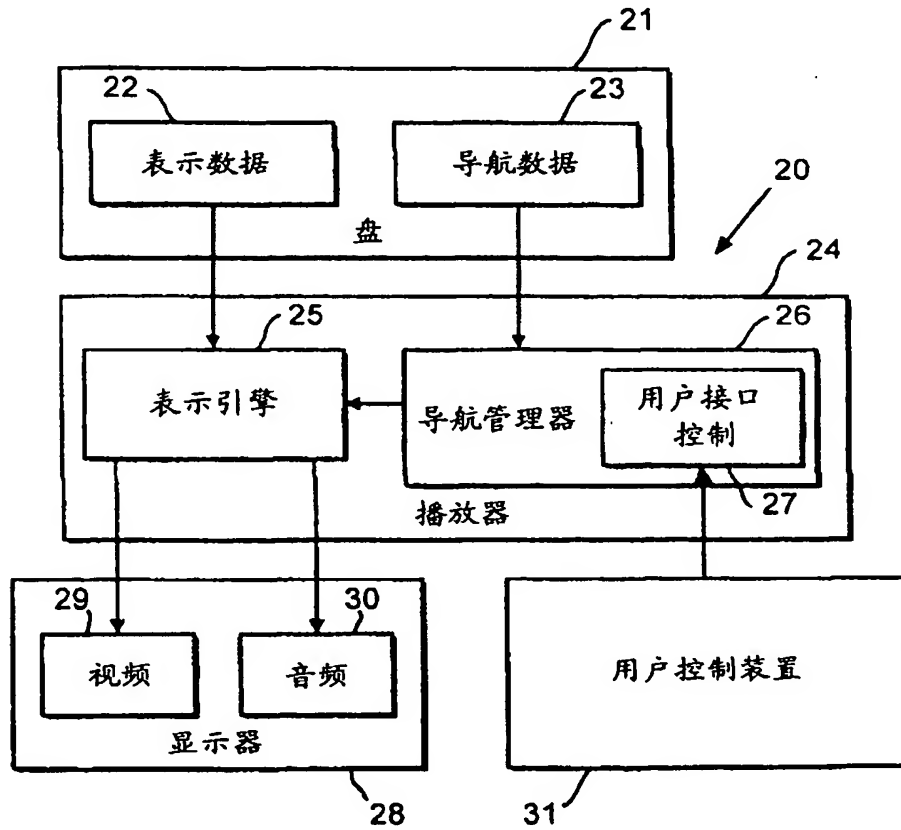 21
22
23
表示数据
导航数据
盘
20
24
25
26
表示引擎
导航管理器
用户接口
控制
27
播放器
29
30
视频
音频
显示器
28
用户控制装置
31